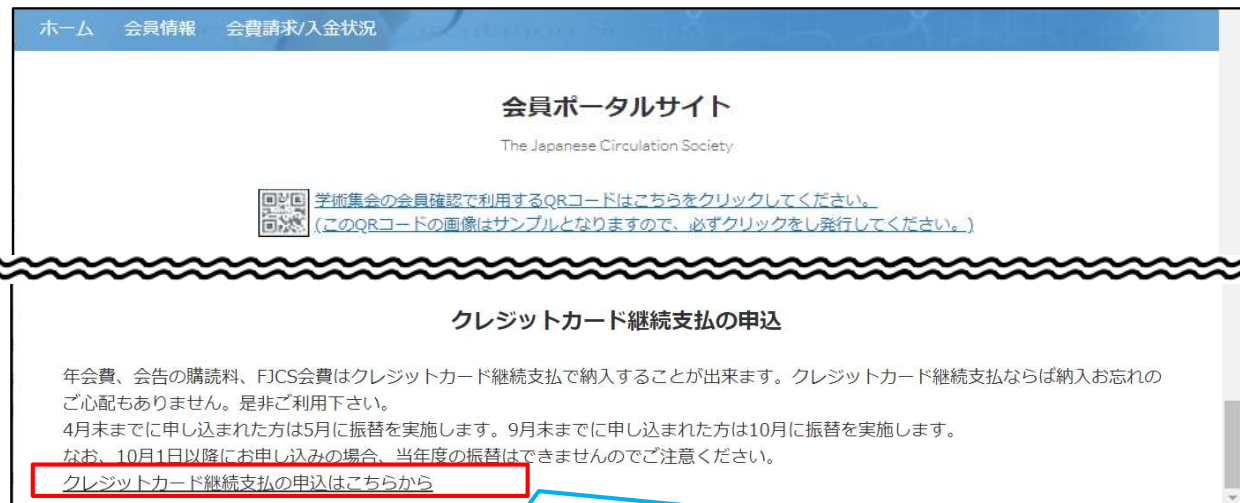 ホーム 会員情報 会費請求/入金状況
会員ポータルサイト
The Japanese Circulation Society
学術集会の会員確認で利用するQRコードはこちらをクリックしてください。
(このQRコードの画像はサンプルとなりますので、必ずクリックをし発行してください。)
クレジットカード継続支払の申込
年会費、会告の購読料、FJCS会費はクレジットカード継続支払で納入することが出来ます。クレジットカード継続支払ならば納入お忘れの
ご心配もありません。是非ご利用下さい。
4月末までに申し込まれた方は5月に振替を実施します。9月末までに申し込まれた方は10月に振替を実施します。
なお、10月1日以降にお申し込みの場合、当年度の振替はできませんのでご注意ください。
クレジットカード継続支払の申込はこちらから